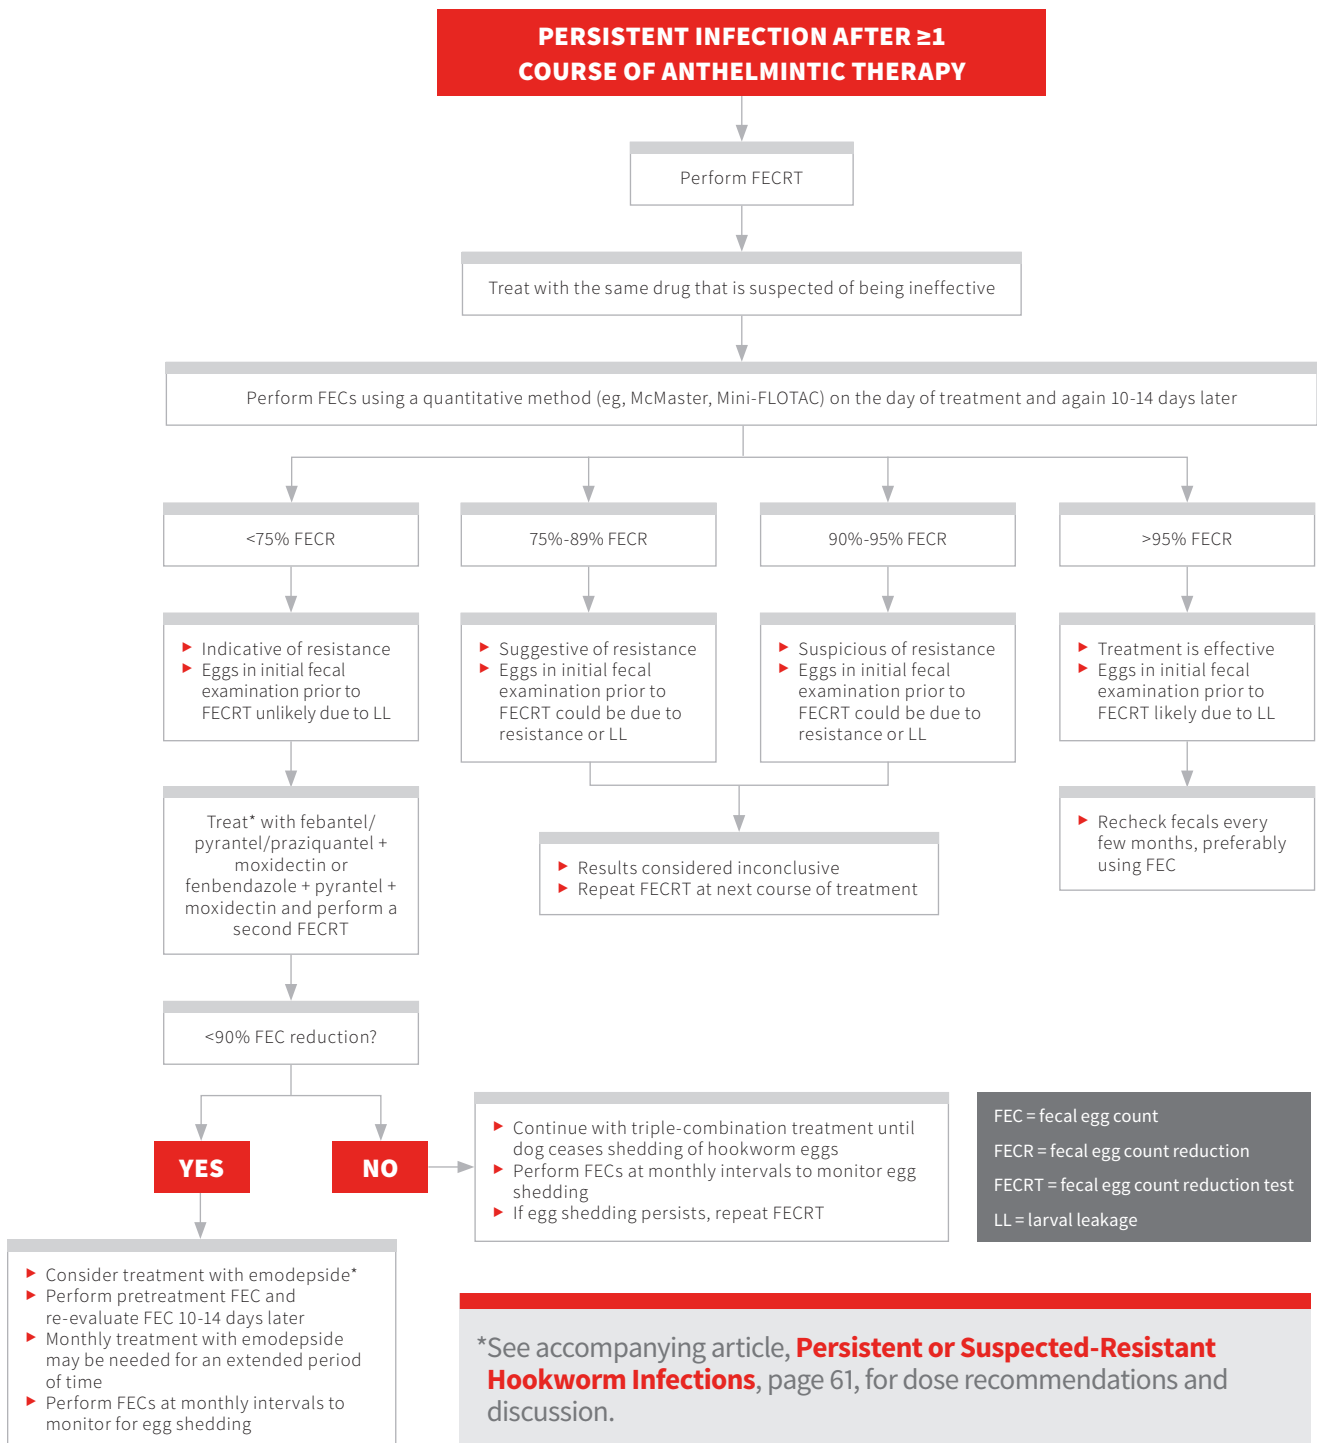 PERSISTENT INFECTION AFTER ≥1
COURSE OF ANTHELMINTIC THERAPY
Perform FECRT
Treat with the same drug that is suspected of being ineffective
Perform FECs using a quantitative method (eg, McMaster, Mini-FLOTAC) on the day of treatment and again 10-14 days later
<75% FECR
75%-89% FECR
90%-95% FECR
>95% FECR
▶ Indicative of resistance
▶ Eggs in initial fecal
examination prior to
FECRT unlikely due to LL
▶ Suggestive of resistance
▶ Eggs in initial fecal
examination prior to
FECRT could be due to
resistance or LL
▶ Suspicious of resistance
▶ Eggs in initial fecal
examination prior to
FECRT could be due to
resistance or LL
▶ Treatment is effective
▶ Eggs in initial fecal
examination prior to
FECRT likely due to LL
Treat* with febantel/
pyrantel/praziquantel +
moxidectin or
fenbendazole + pyrantel +
moxidectin and perform a
second FECRT
▶ Results considered inconclusive
▶ Repeat FECRT at next course of treatment
▶ Recheck fecals every
few months, preferably
using FEC
<90% FEC reduction?
YES
NO
▶ Continue with triple-combination treatment until
dog ceases shedding of hookworm eggs
▶ Perform FECs at monthly intervals to monitor egg
shedding
▶ If egg shedding persists, repeat FECRT
FEC = fecal egg count
FECR = fecal egg count reduction
FECRT = fecal egg count reduction test
LL = larval leakage
▶ Consider treatment with emodepside*
▶ Perform pretreatment FEC and
re-evaluate FEC 10-14 days later
▶ Monthly treatment with emodepside
may be needed for an extended period
of time
▶ Perform FECs at monthly intervals to
monitor for egg shedding
*See accompanying article, Persistent or Suspected-Resistant
Hookworm Infections, page 61, for dose recommendations and
discussion.